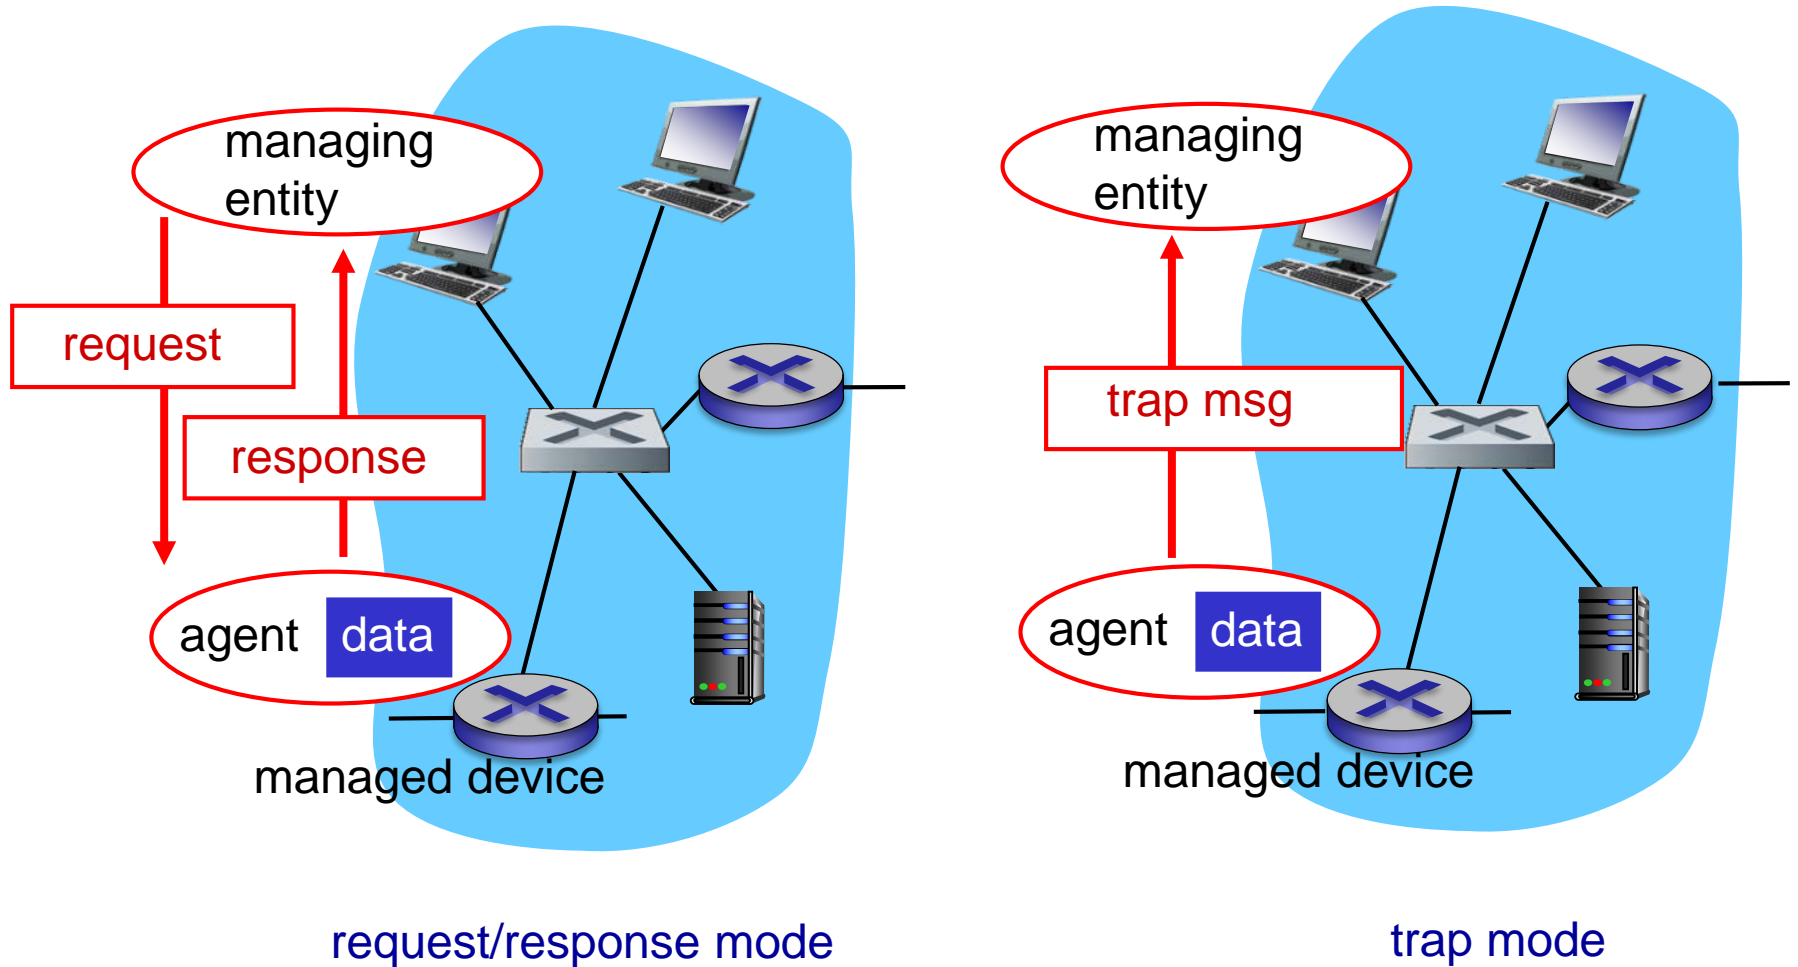 managing
entity
request
response
agent data
managed device
request/response mode
managing
entity
trap msg
agent data
managed device
trap mode